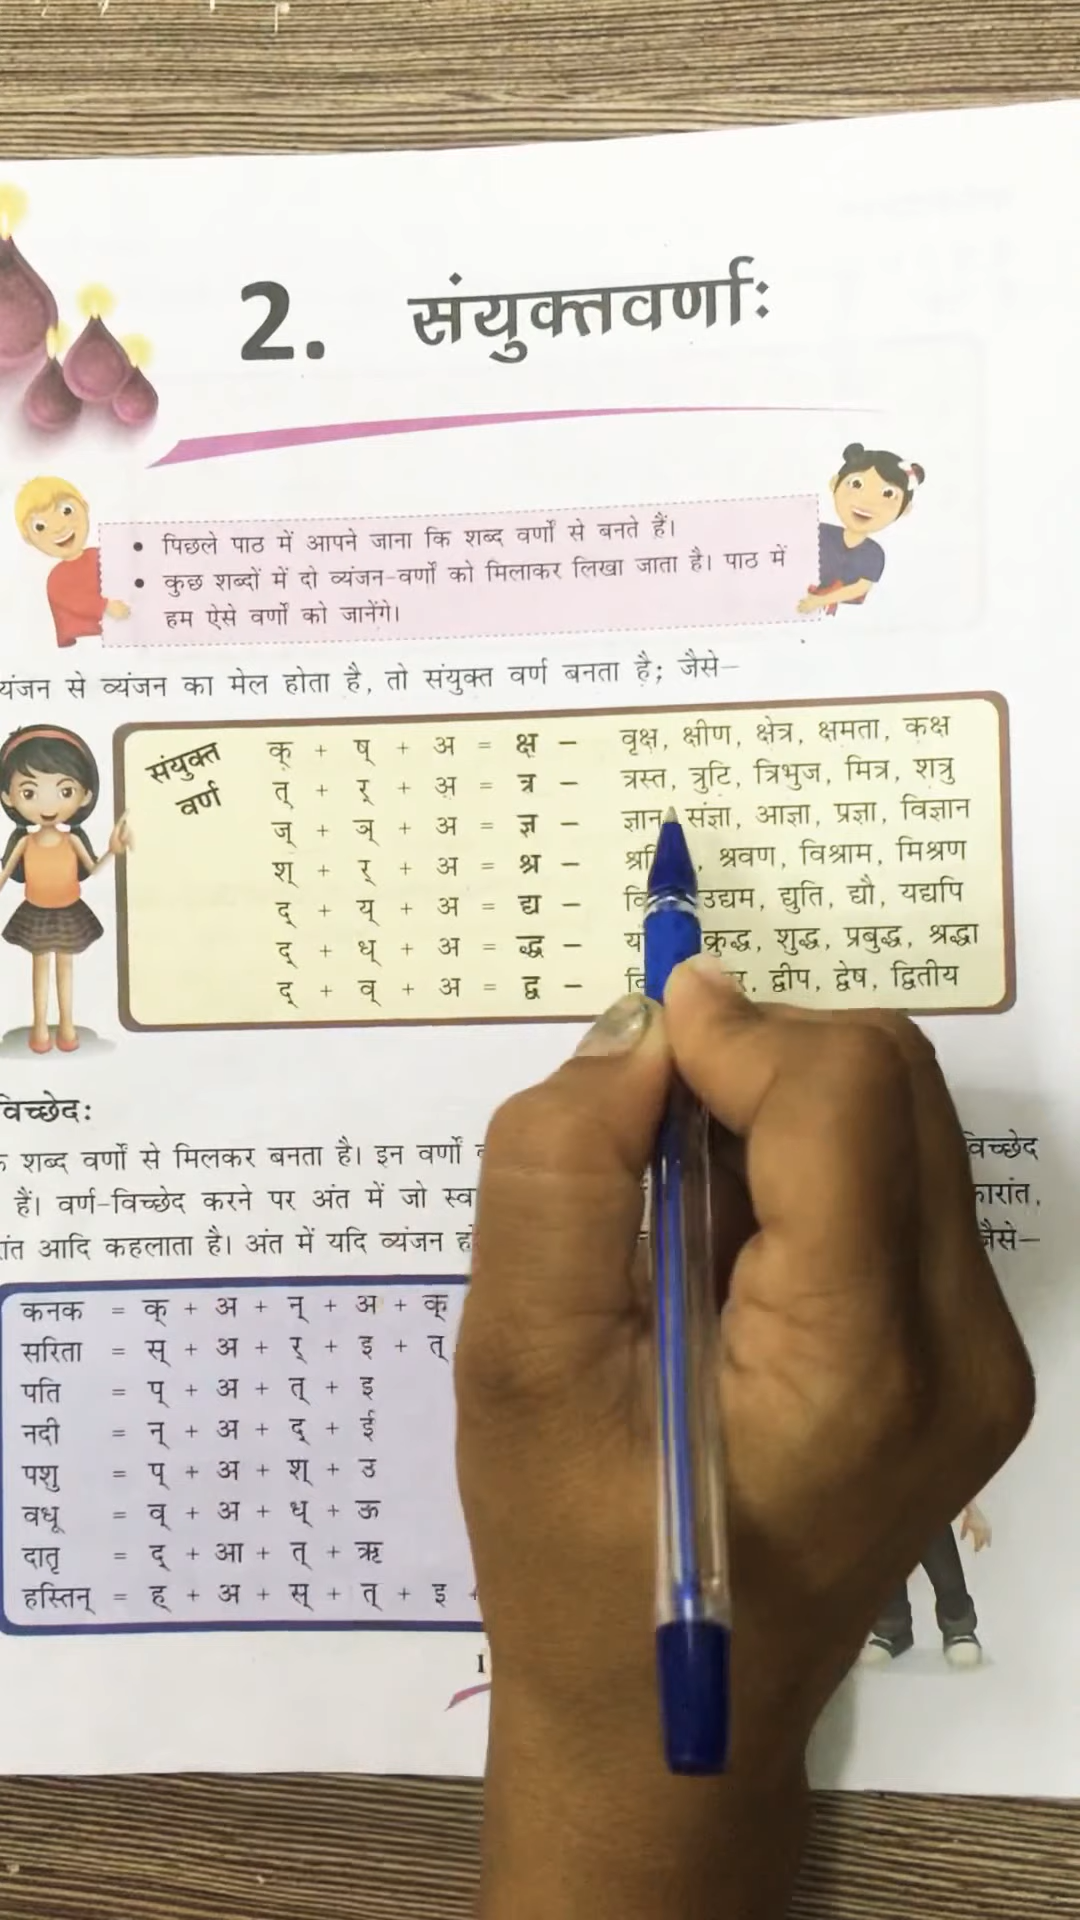 2. संयुक्तवर्णाः
• पिछले पाठ में आपने जाना कि शब्द वर्णों से बनते हैं।
• कुछ शब्दों में दो व्यंजन-वर्णों को मिलाकर लिखा जाता है। पाठ में
हम ऐसे वर्णों को जानेंगे।
से व्यंजन का मेल होता है, तो संयुक्त वर्ण बनता है; जैसे—
संयुक्त
वर्ण
क् + ष् + अ = क्ष – वृक्ष, क्षीण, क्षेत्र, क्षमता, कक्ष
त् + र् + अ = त्र – त्रस्त, त्रुटि, त्रिभुज, मित्र, शत्रु
ज् + ञ् + अ = ज्ञ – ज्ञान संज्ञा, आज्ञा, प्रज्ञा, विज्ञान
श् + र् + अ = श्र – श्रवण, विश्राम, मिश्रण
द् + य् + अ = द्य – उद्यम, द्युति, द्यौ, यद्यपि
द् + ध् + अ = द्ध – क्रुद्ध, शुद्ध, प्रबुद्ध, श्रद्धा
द् + व् + अ = द्व – द्वीप, द्वेष, द्वितीय
विच्छेदः
शब्द वर्णों से मिलकर बनता है। इन वर्णों विच्छेद
हैं। वर्ण-विच्छेद करने पर अंत में जो
आदि कहलाता है। अंत में यदि व्यंजन जैसे—
कनक = क् + अ + न् + अ + क्
सरिता = स् + अ + र् + इ + त्
पति = प् + अ + त् + इ
नदी = न् + अ + द् + ई
पशु = प् + अ + श् + उ
वधू = व् + अ + ध् + ऊ
दातृ = द् + आ + त् + ऋ
हस्तिन् = ह् + अ + स् + त् + इ +